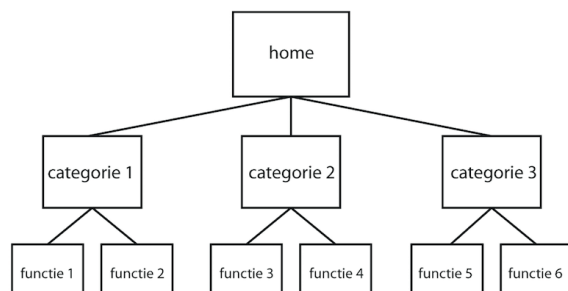 home
categorie 1
categorie 2
categorie 3
functie 1
functie 2
functie 3
functie 4
functie 5
functie 6